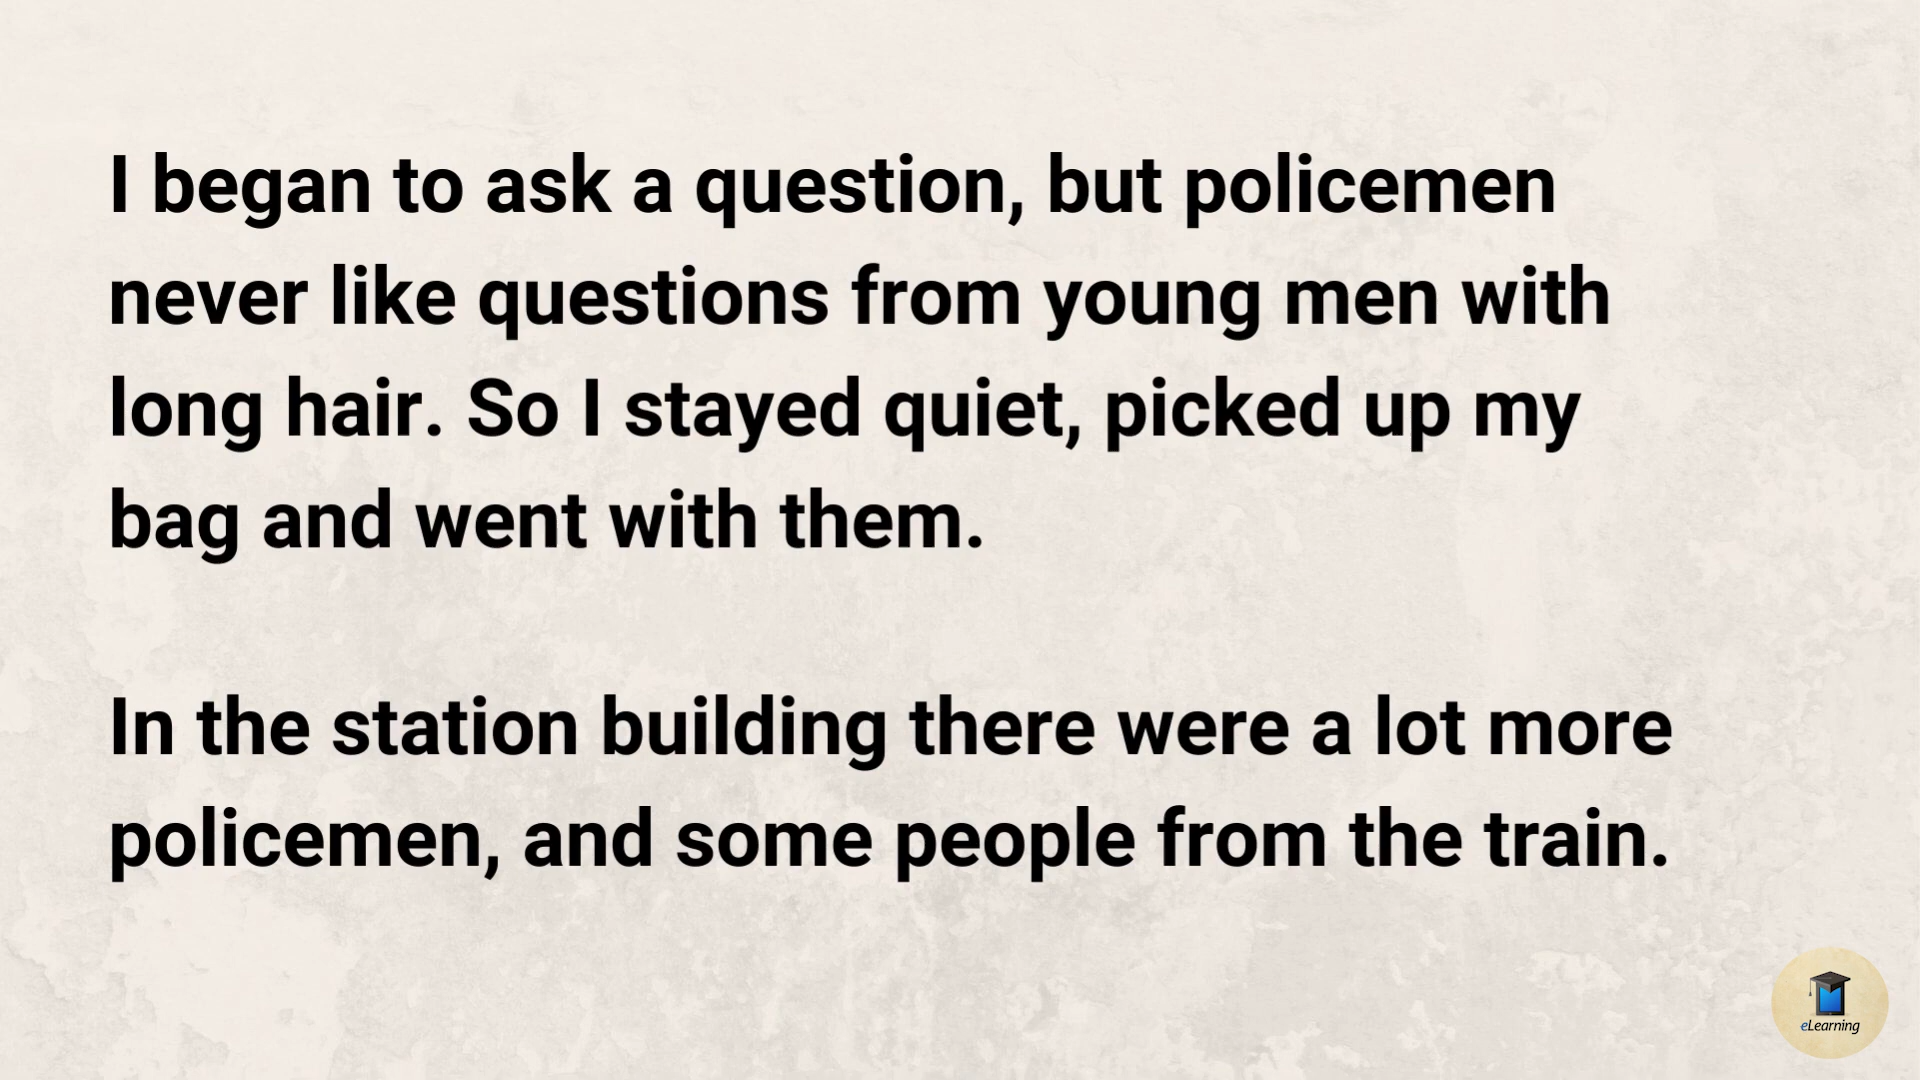 I began to ask a question, but policemen
never like questions from young men with
long hair. So I stayed quiet, picked up my
bag and went with them.
In the station building there were a lot more
policemen, and some people from the train.
eLearning